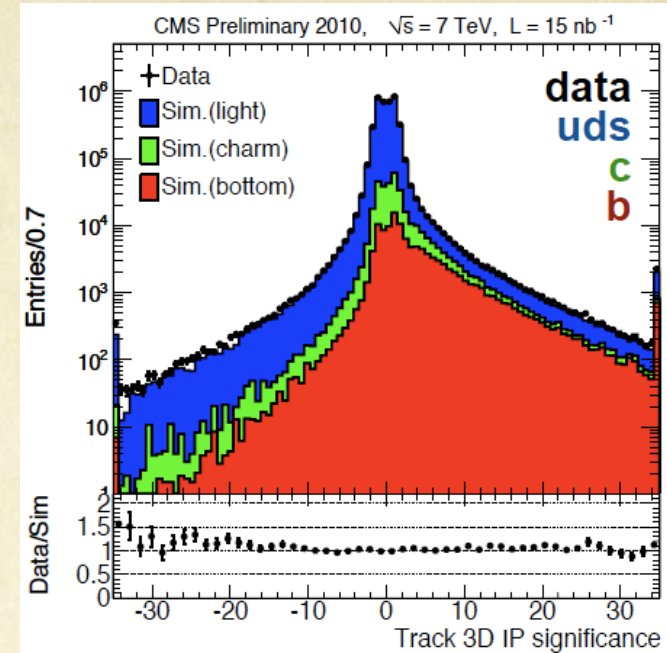 CMS Preliminary 2010, √s = 7 TeV, L = 15 nb⁻¹
Data
Sim.(light)
Sim.(charm)
Sim.(bottom)
data
uds
c
b
Entries/0.7
10⁶
10⁵
10⁴
10³
10²
10
1
Data/Sim
2
1.5
1
0.5
0
-30 -20 -10 0 10 20 30
Track 3D IP significance